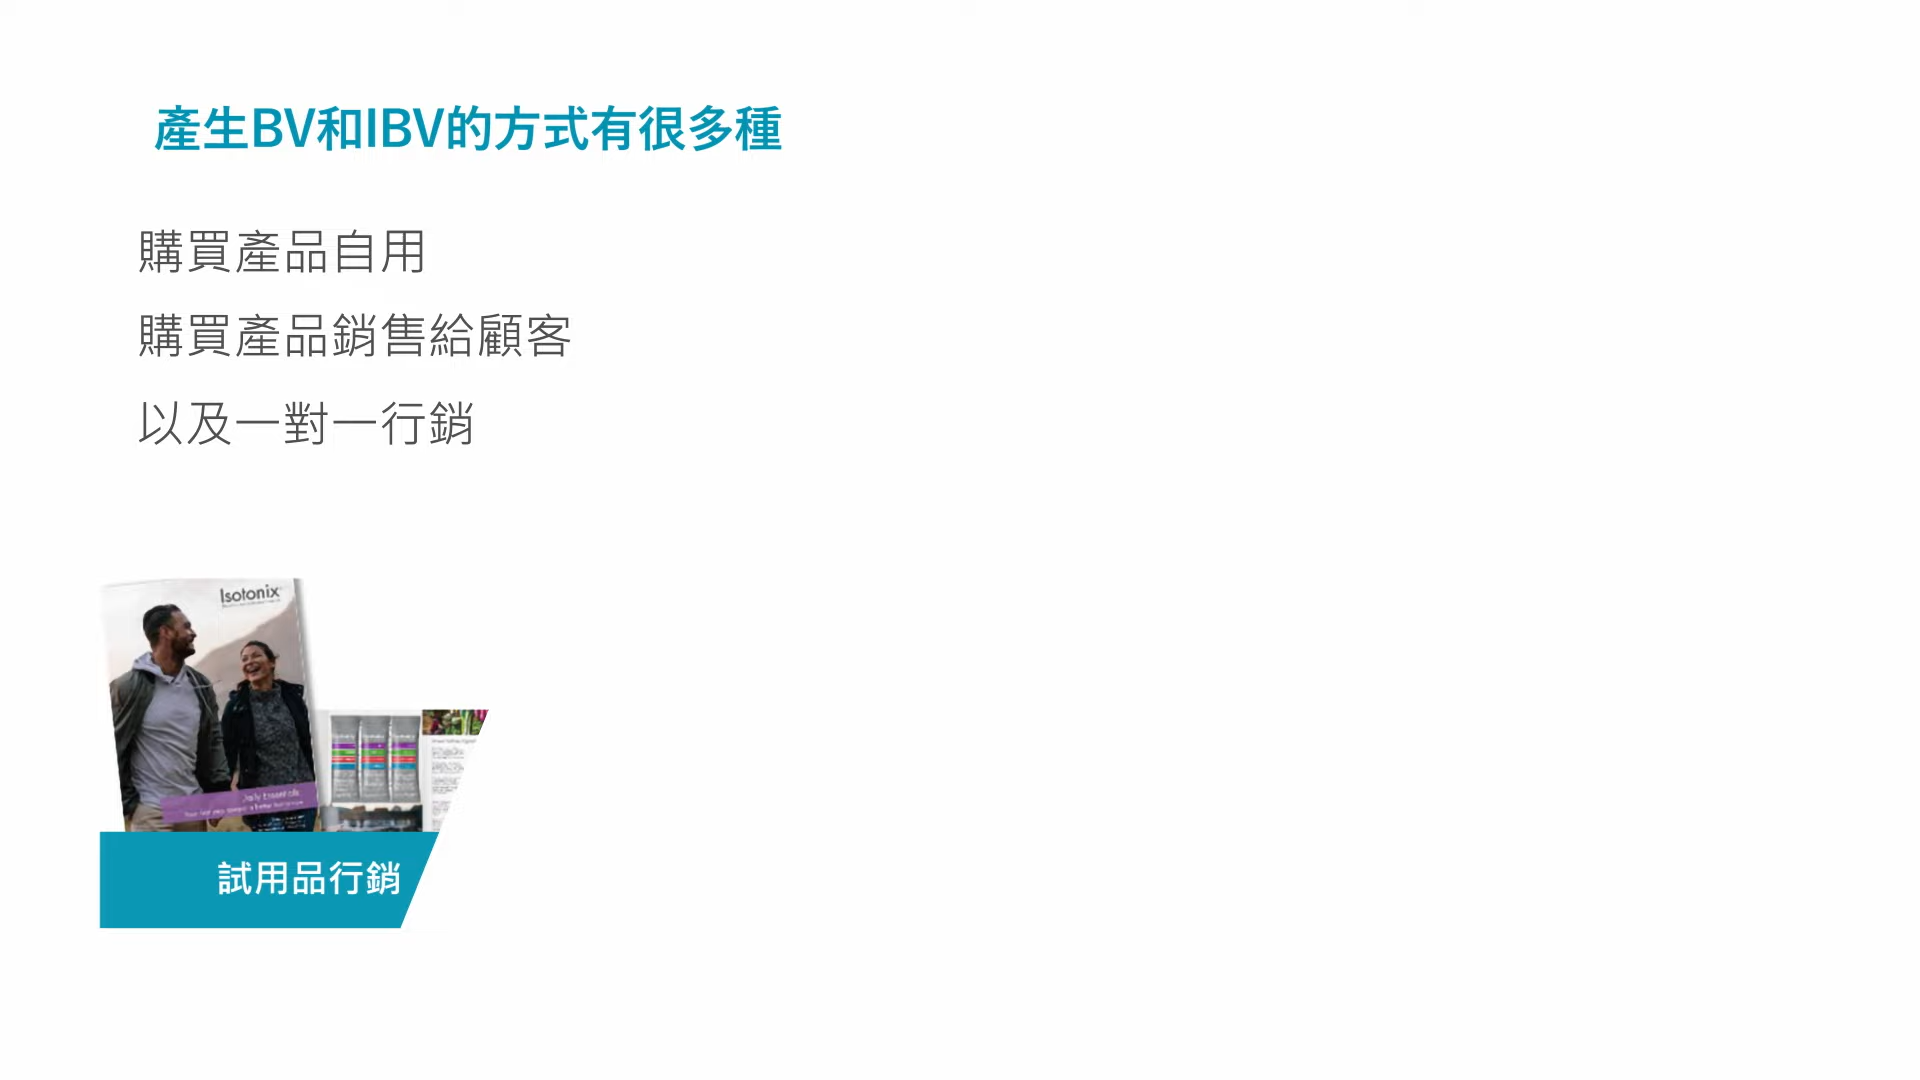 產生BV和IBV的方式有很多種
購買產品自用
購買產品銷售給顧客
以及一對一行銷
Isotonix
Daily Essentials
試用品行銷